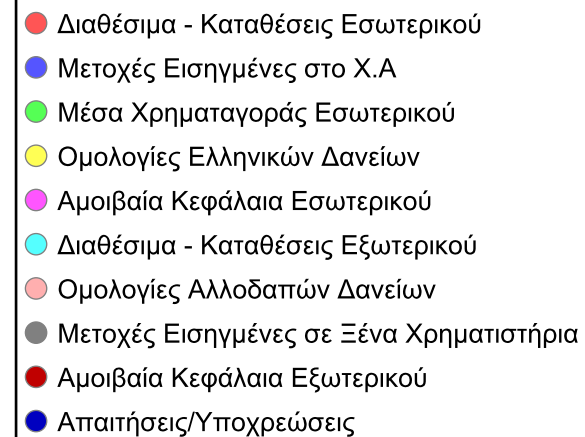 Διαθέσιμα - Καταθέσεις Εσωτερικού
Μετοχές Εισηγμένες στο Χ.Α
Μέσα Χρηματαγοράς Εσωτερικού
Ομολογίες Ελληνικών Δανείων
Αμοιβαία Κεφάλαια Εσωτερικού
Διαθέσιμα - Καταθέσεις Εξωτερικού
Ομολογίες Αλλοδαπών Δανείων
Μετοχές Εισηγμένες σε Ξένα Χρηματιστήρια
Αμοιβαία Κεφάλαια Εξωτερικού
Απαιτήσεις/Υποχρεώσεις